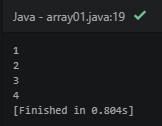 Java - array01.java:19 ✓
1
2
3
4
[Finished in 0.804s]